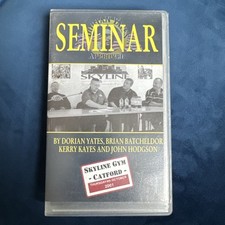 SEMINAR
SKYLINE
BY DORIAN YATES, BRIAN BATCHELDOR
KERRY KAYES AND JOHN HODGSON
SKYLINE GYM
- CATFORD -